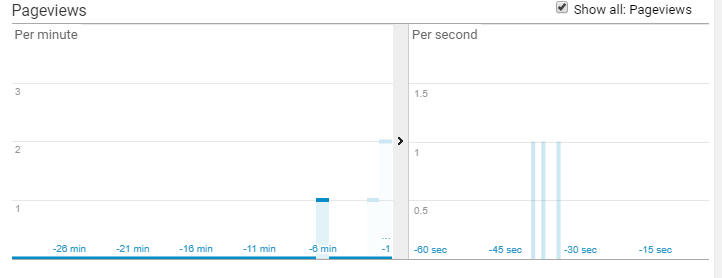 Pageviews
Show all: Pageviews
Per minute
3
2
1
-26 min -21 min -16 min -11 min -6 min ... -1
Per second
1.5
1
0.5
-60 sec -45 sec -30 sec -15 sec